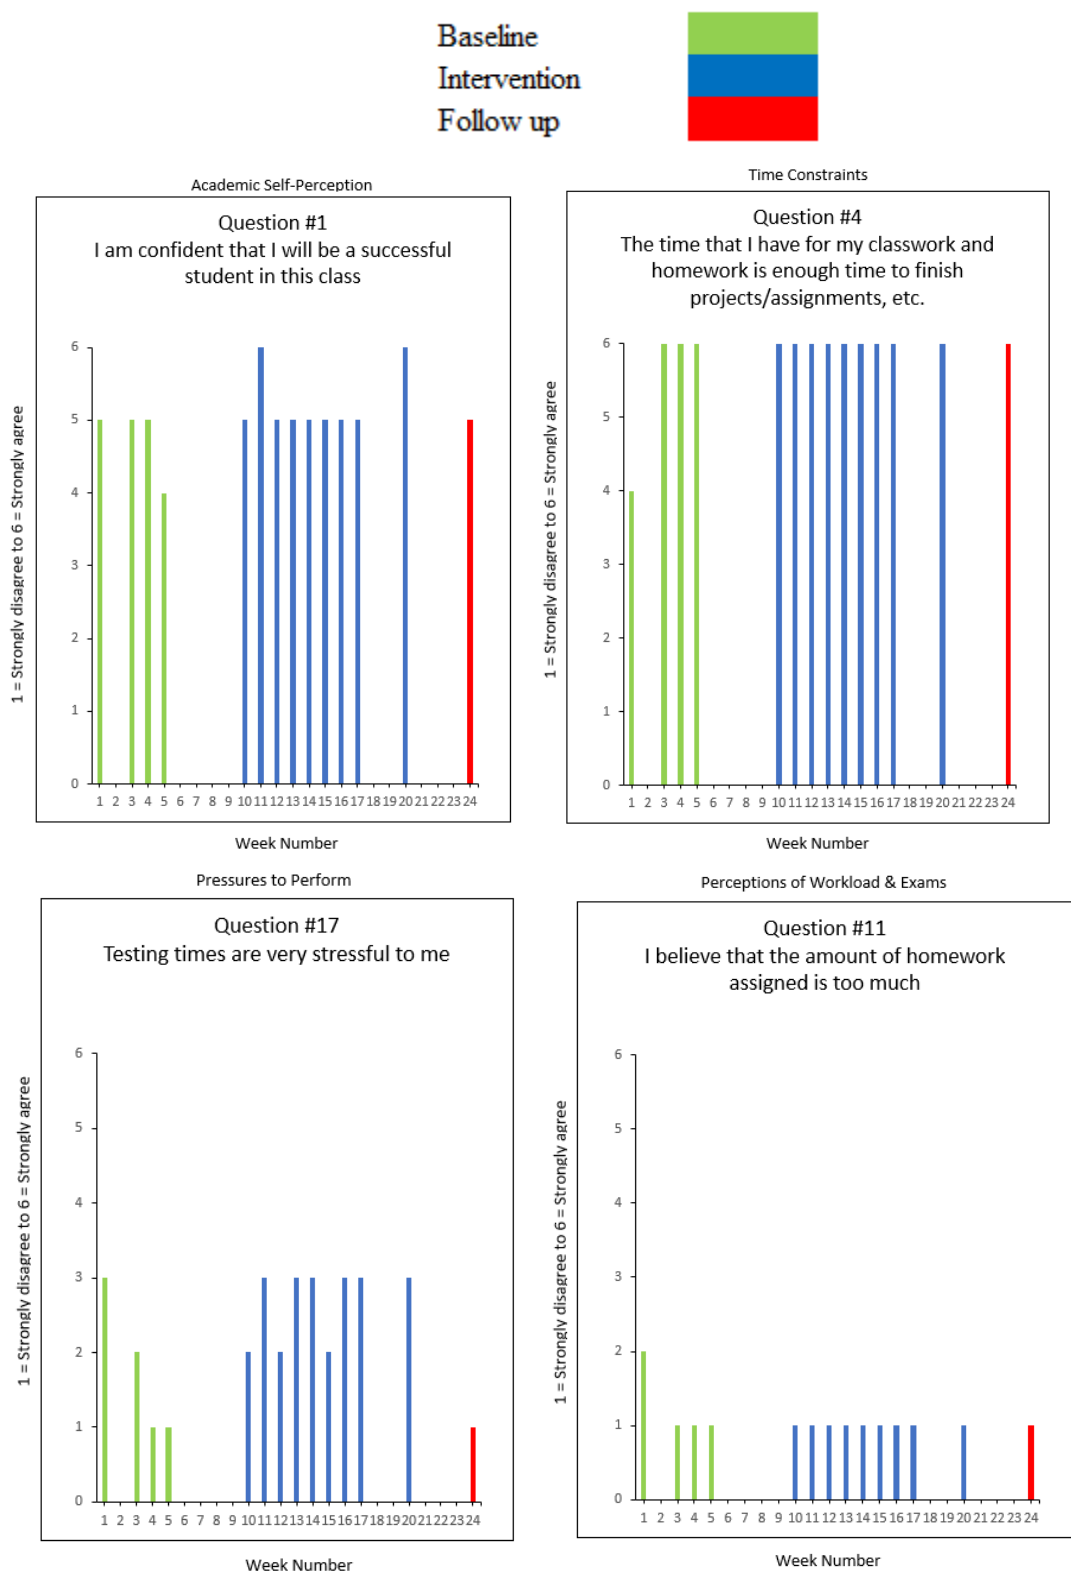 Baseline
Intervention
Follow up
Academic Self-Perception
Question #1
I am confident that I will be a successful
student in this class
1 = Strongly disagree to 6 = Strongly agree
6
5
4
3
2
1
0
1 2 3 4 5 6 7 8 9 10 11 12 13 14 15 16 17 18 19 20 21 22 23 24
Week Number
Time Constraints
Question #4
The time that I have for my classwork and
homework is enough time to finish
projects/assignments, etc.
1 = Strongly disagree to 6 = Strongly agree
6
5
4
3
2
1
0
1 2 3 4 5 6 7 8 9 10 11 12 13 14 15 16 17 18 19 20 21 22 23 24
Week Number
Pressures to Perform
Question #17
Testing times are very stressful to me
1 = Strongly disagree to 6 = Strongly agree
6
5
4
3
2
1
0
1 2 3 4 5 6 7 8 9 10 11 12 13 14 15 16 17 18 19 20 21 22 23 24
Week Number
Perceptions of Workload & Exams
Question #11
I believe that the amount of homework
assigned is too much
1 = Strongly disagree to 6 = Strongly agree
6
5
4
3
2
1
0
1 2 3 4 5 6 7 8 9 10 11 12 13 14 15 16 17 18 19 20 21 22 23 24
Week Number